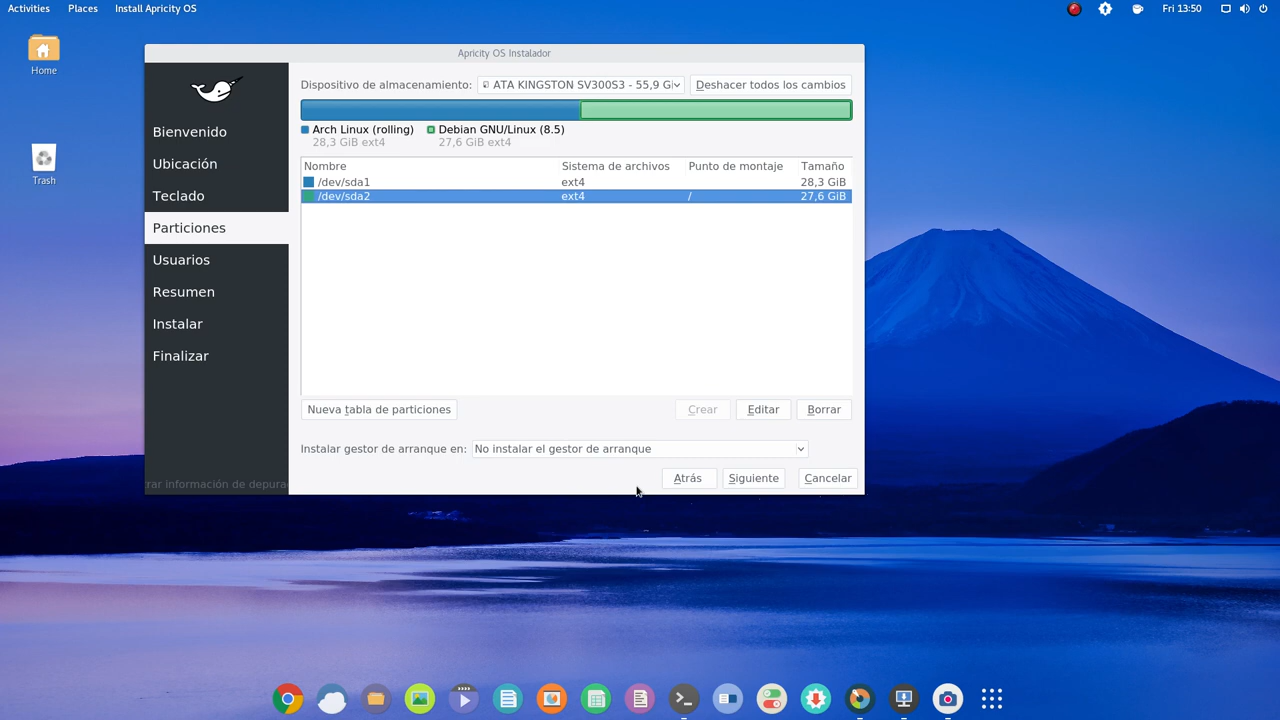 Activities Places Install Apricity OS Fri 13:50
Home
Trash
Apricity OS Instalador
Bienvenido
Ubicación
Teclado
Particiones
Usuarios
Resumen
Instalar
Finalizar
trar información de depura
Dispositivo de almacenamiento: ATA KINGSTON SV300S3 - 55,9 Gi Deshacer todos los cambios
Arch Linux (rolling) Debian GNU/Linux (8.5)
28,3 GiB ext4 27,6 GiB ext4
Nombre Sistema de archivos Punto de montaje Tamaño
/dev/sda1 ext4 28,3 GiB
/dev/sda2 ext4 / 27,6 GiB
Nueva tabla de particiones Crear Editar Borrar
Instalar gestor de arranque en: No instalar el gestor de arranque
Atrás Siguiente Cancelar